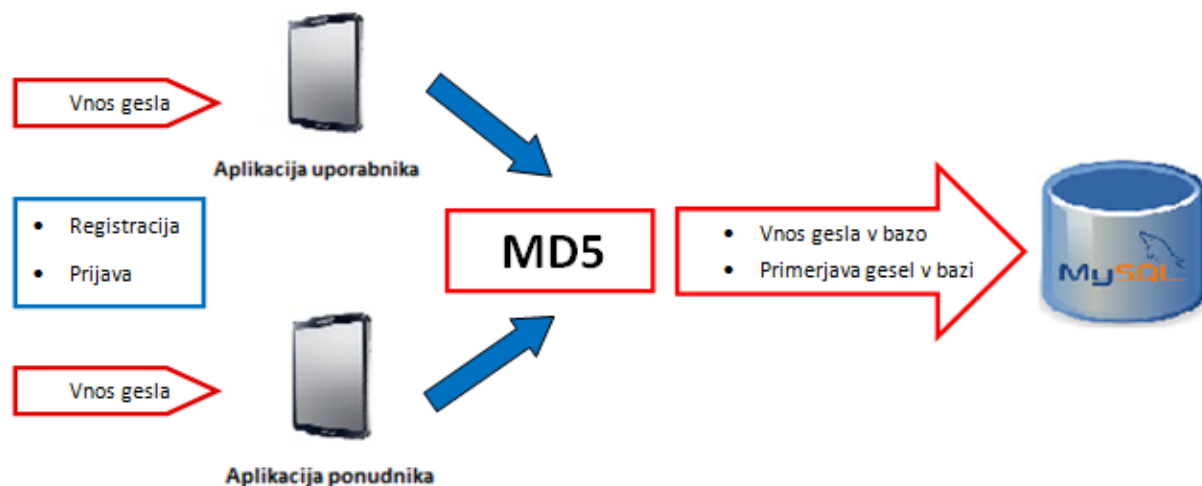 Vnos gesla
Aplikacija uporabnika
• Registracija
• Prijava
MD5
• Vnos gesla v bazo
• Primerjava gesel v bazi
MySQL
Vnos gesla
Aplikacija ponudnika